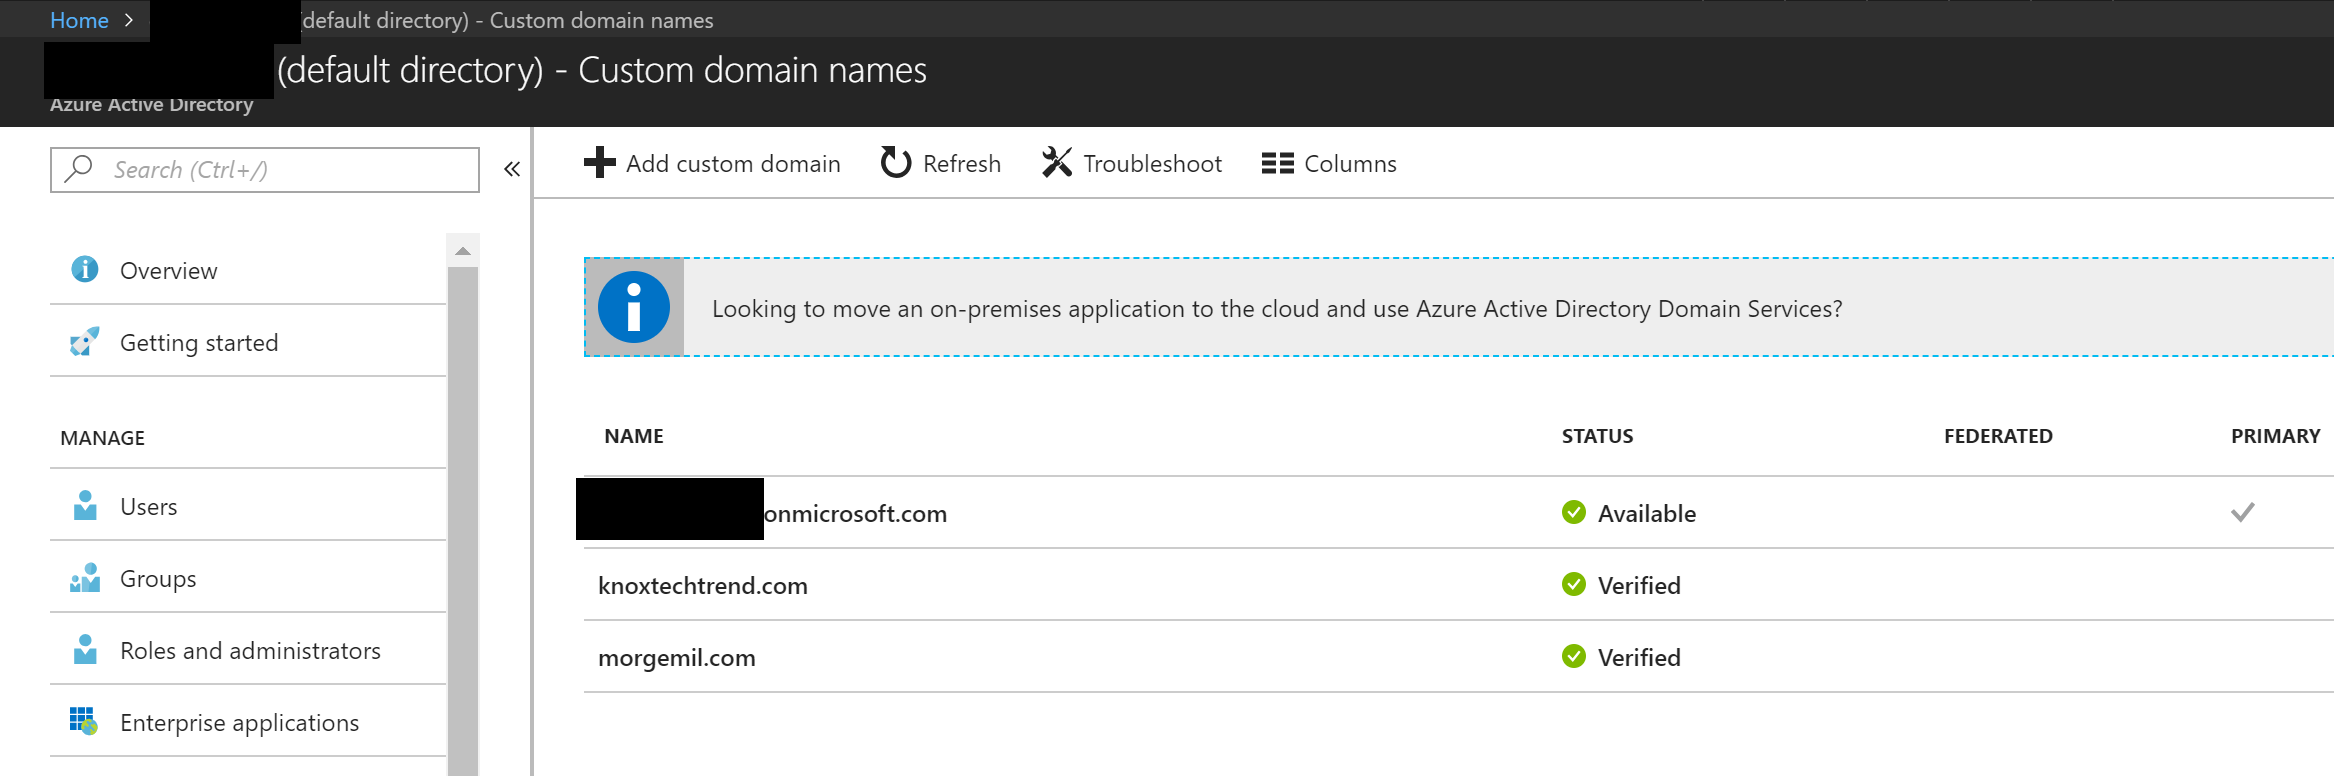 Home > (default directory) - Custom domain names
(default directory) - Custom domain names
Azure Active Directory
Search (Ctrl+/)
«
Add custom domain
Refresh
Troubleshoot
Columns
Overview
Getting started
MANAGE
Users
Groups
Roles and administrators
Enterprise applications
Looking to move an on-premises application to the cloud and use Azure Active Directory Domain Services?
NAME STATUS FEDERATED PRIMARY
onmicrosoft.com Available
knoxtechtrend.com Verified
morgemil.com Verified